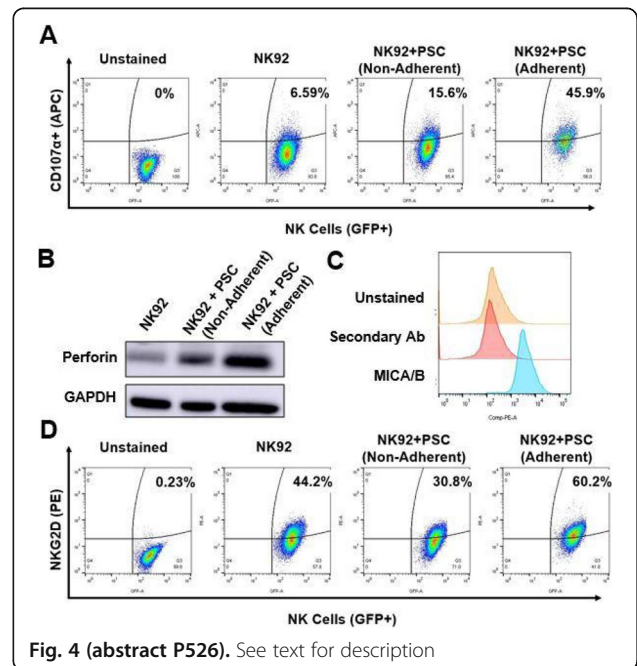 A
Unstained
NK92
NK92+PSC
(Non-Adherent)
NK92+PSC
(Adherent)
CD107α+ (APC)
0%
6.59%
15.6%
45.9%
NK Cells (GFP+)
B
NK92
NK92 + PSC
(Non-Adherent)
NK92 + PSC
(Adherent)
Perforin
GAPDH
C
Unstained
Secondary Ab
MICA/B
Comp-PE-A
D
Unstained
NK92
NK92+PSC
(Non-Adherent)
NK92+PSC
(Adherent)
NKG2D (PE)
0.23%
44.2%
30.8%
60.2%
NK Cells (GFP+)
Fig. 4 (abstract P526). See text for description